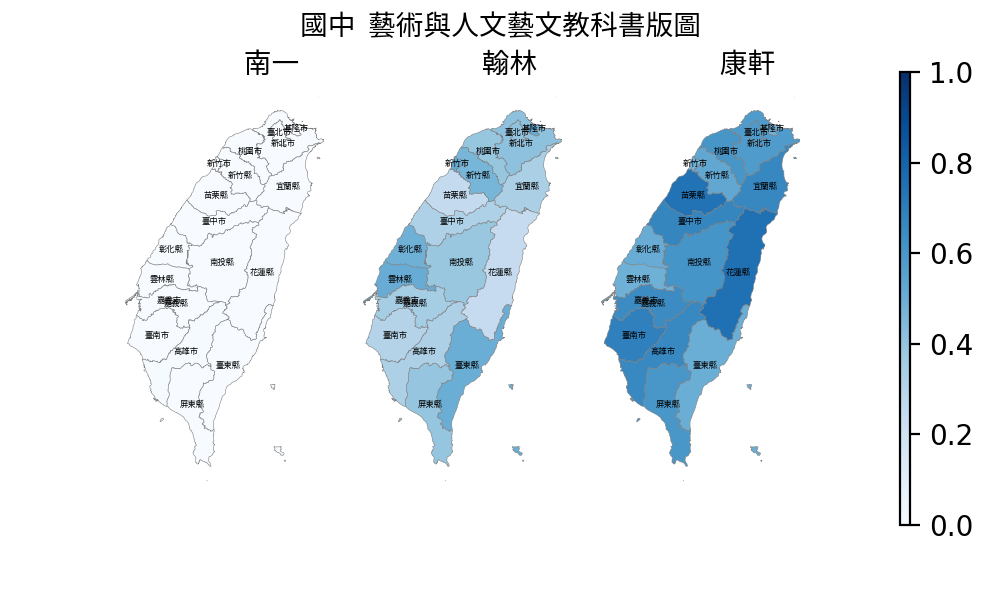 國中 藝術與人文藝文教科書版圖
南一
翰林
康軒
臺北市
基隆市
新北市
桃園市
新竹市
新竹縣
宜蘭縣
苗栗縣
臺中市
彰化縣
南投縣
花蓮縣
雲林縣
嘉義市
嘉義縣
臺南市
高雄市
臺東縣
屏東縣
臺北市
基隆市
新北市
桃園市
新竹市
新竹縣
宜蘭縣
苗栗縣
臺中市
彰化縣
南投縣
花蓮縣
雲林縣
嘉義市
嘉義縣
臺南市
高雄市
臺東縣
屏東縣
臺北市
基隆市
新北市
桃園市
新竹市
新竹縣
宜蘭縣
苗栗縣
臺中市
彰化縣
南投縣
花蓮縣
雲林縣
嘉義市
嘉義縣
臺南市
高雄市
臺東縣
屏東縣
1.0
0.8
0.6
0.4
0.2
0.0